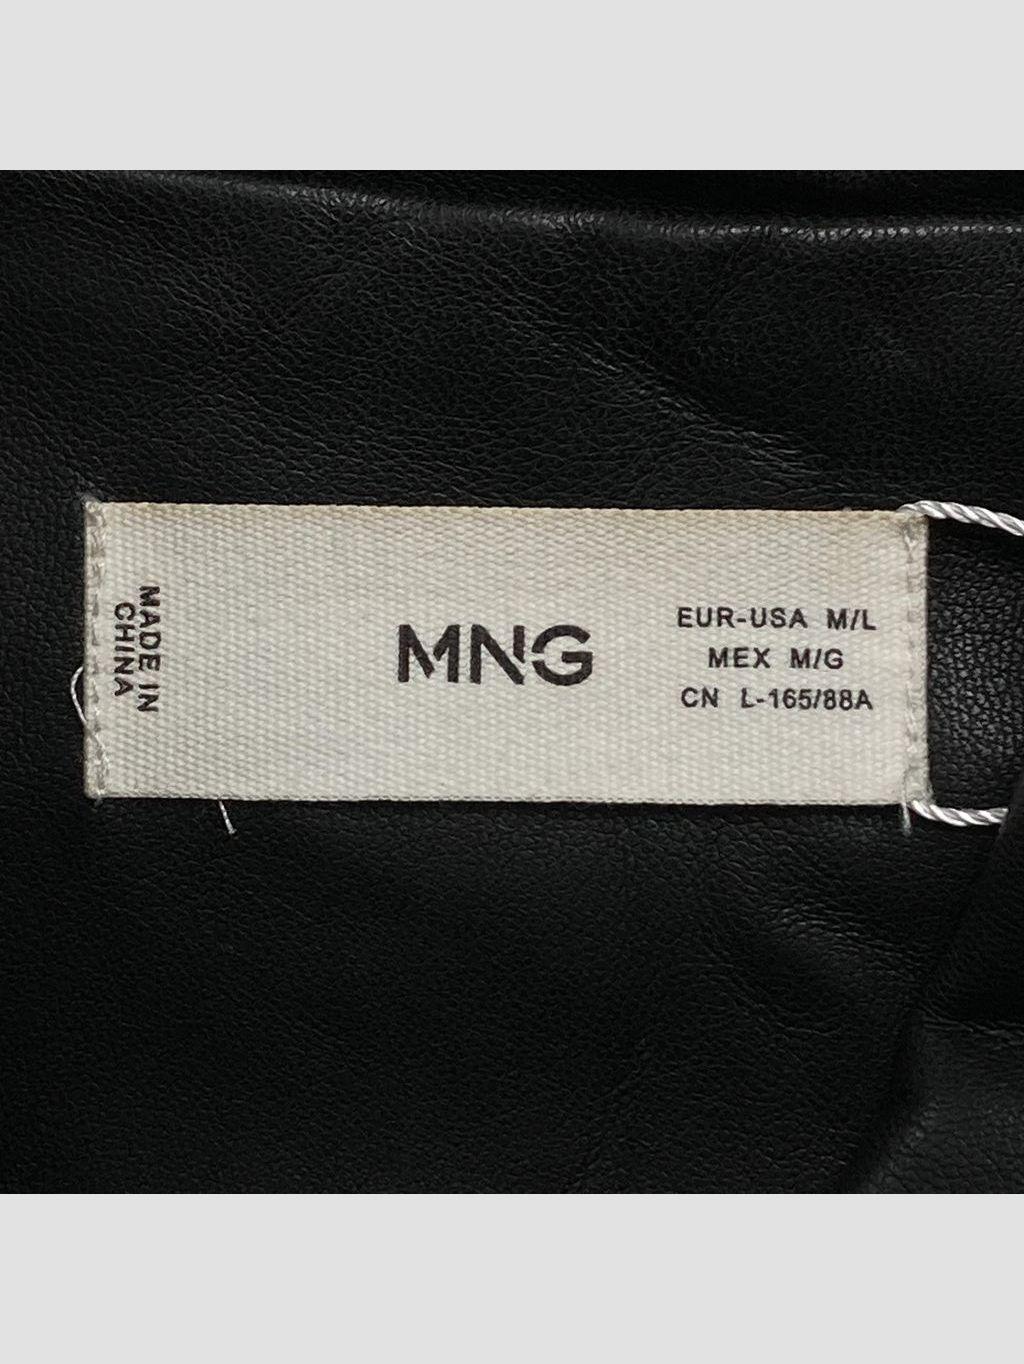 MADE IN
CHINA
MNG
EUR-USA M/L
MEX M/G
CN L-165/88A